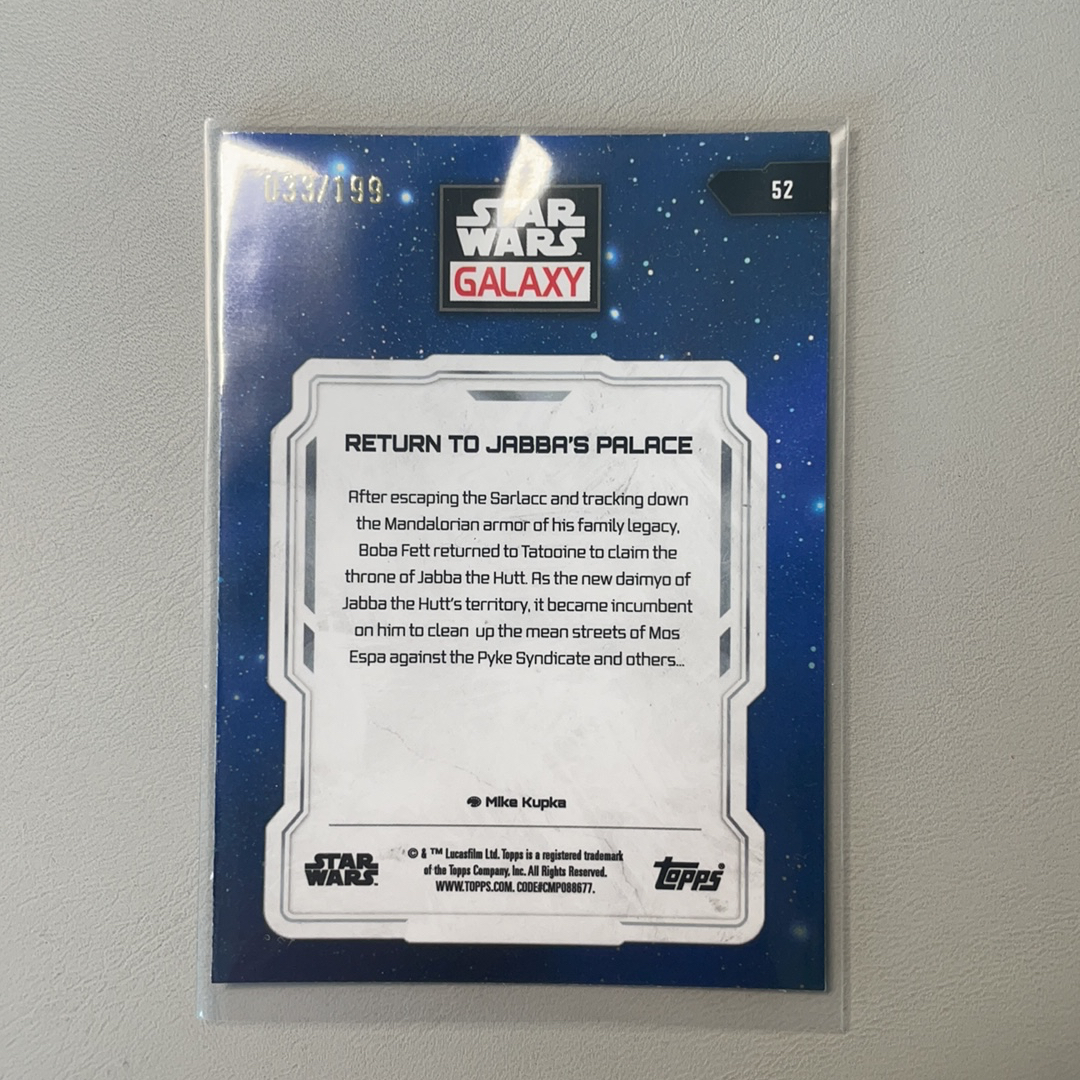 033/199
52
STAR
WARS
GALAXY
RETURN TO JABBA'S PALACE
After escaping the Sarlacc and tracking down
the Mandalorian armor of his family legacy,
Boba Fett returned to Tatooine to claim the
throne of Jabba the Hutt. As the new daimyo of
Jabba the Hutt's territory, it became incumbent
on him to clean up the mean streets of Mos
Espa against the Pyke Syndicate and others...
Mike Kupka
© & ™ Lucasfilm Ltd. Topps is a registered trademark
of the Topps Company, Inc. All Rights Reserved.
WWW.TOPPS.COM. CODE#CMP088677.
STAR
WARS
Topps